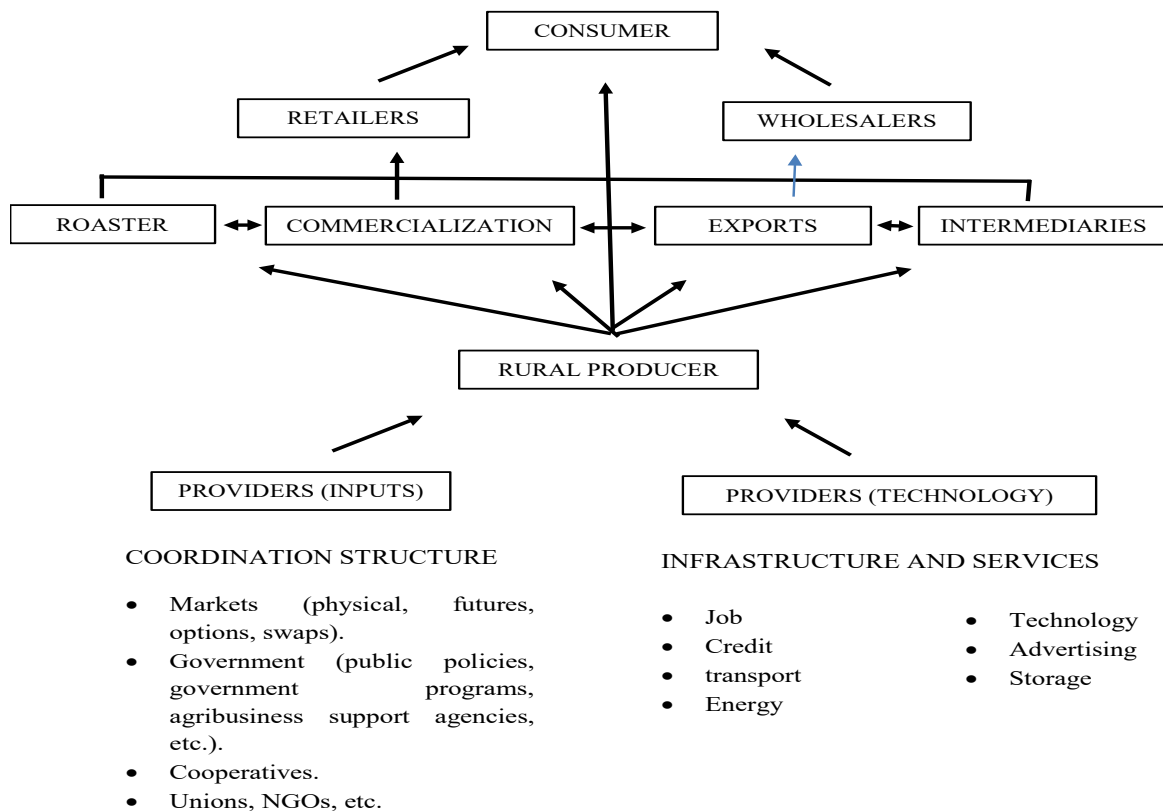 CONSUMER
RETAILERS
WHOLESALERS
ROASTER
COMMERCIALIZATION
EXPORTS
INTERMEDIARIES
RURAL PRODUCER
PROVIDERS (INPUTS)
PROVIDERS (TECHNOLOGY)
COORDINATION STRUCTURE
• Markets (physical, futures,
options, swaps).
• Government (public policies,
government programs,
agribusiness support agencies,
etc.).
• Cooperatives.
• Unions, NGOs, etc.
INFRASTRUCTURE AND SERVICES
• Job
• Credit
• transport
• Energy
• Technology
• Advertising
• Storage